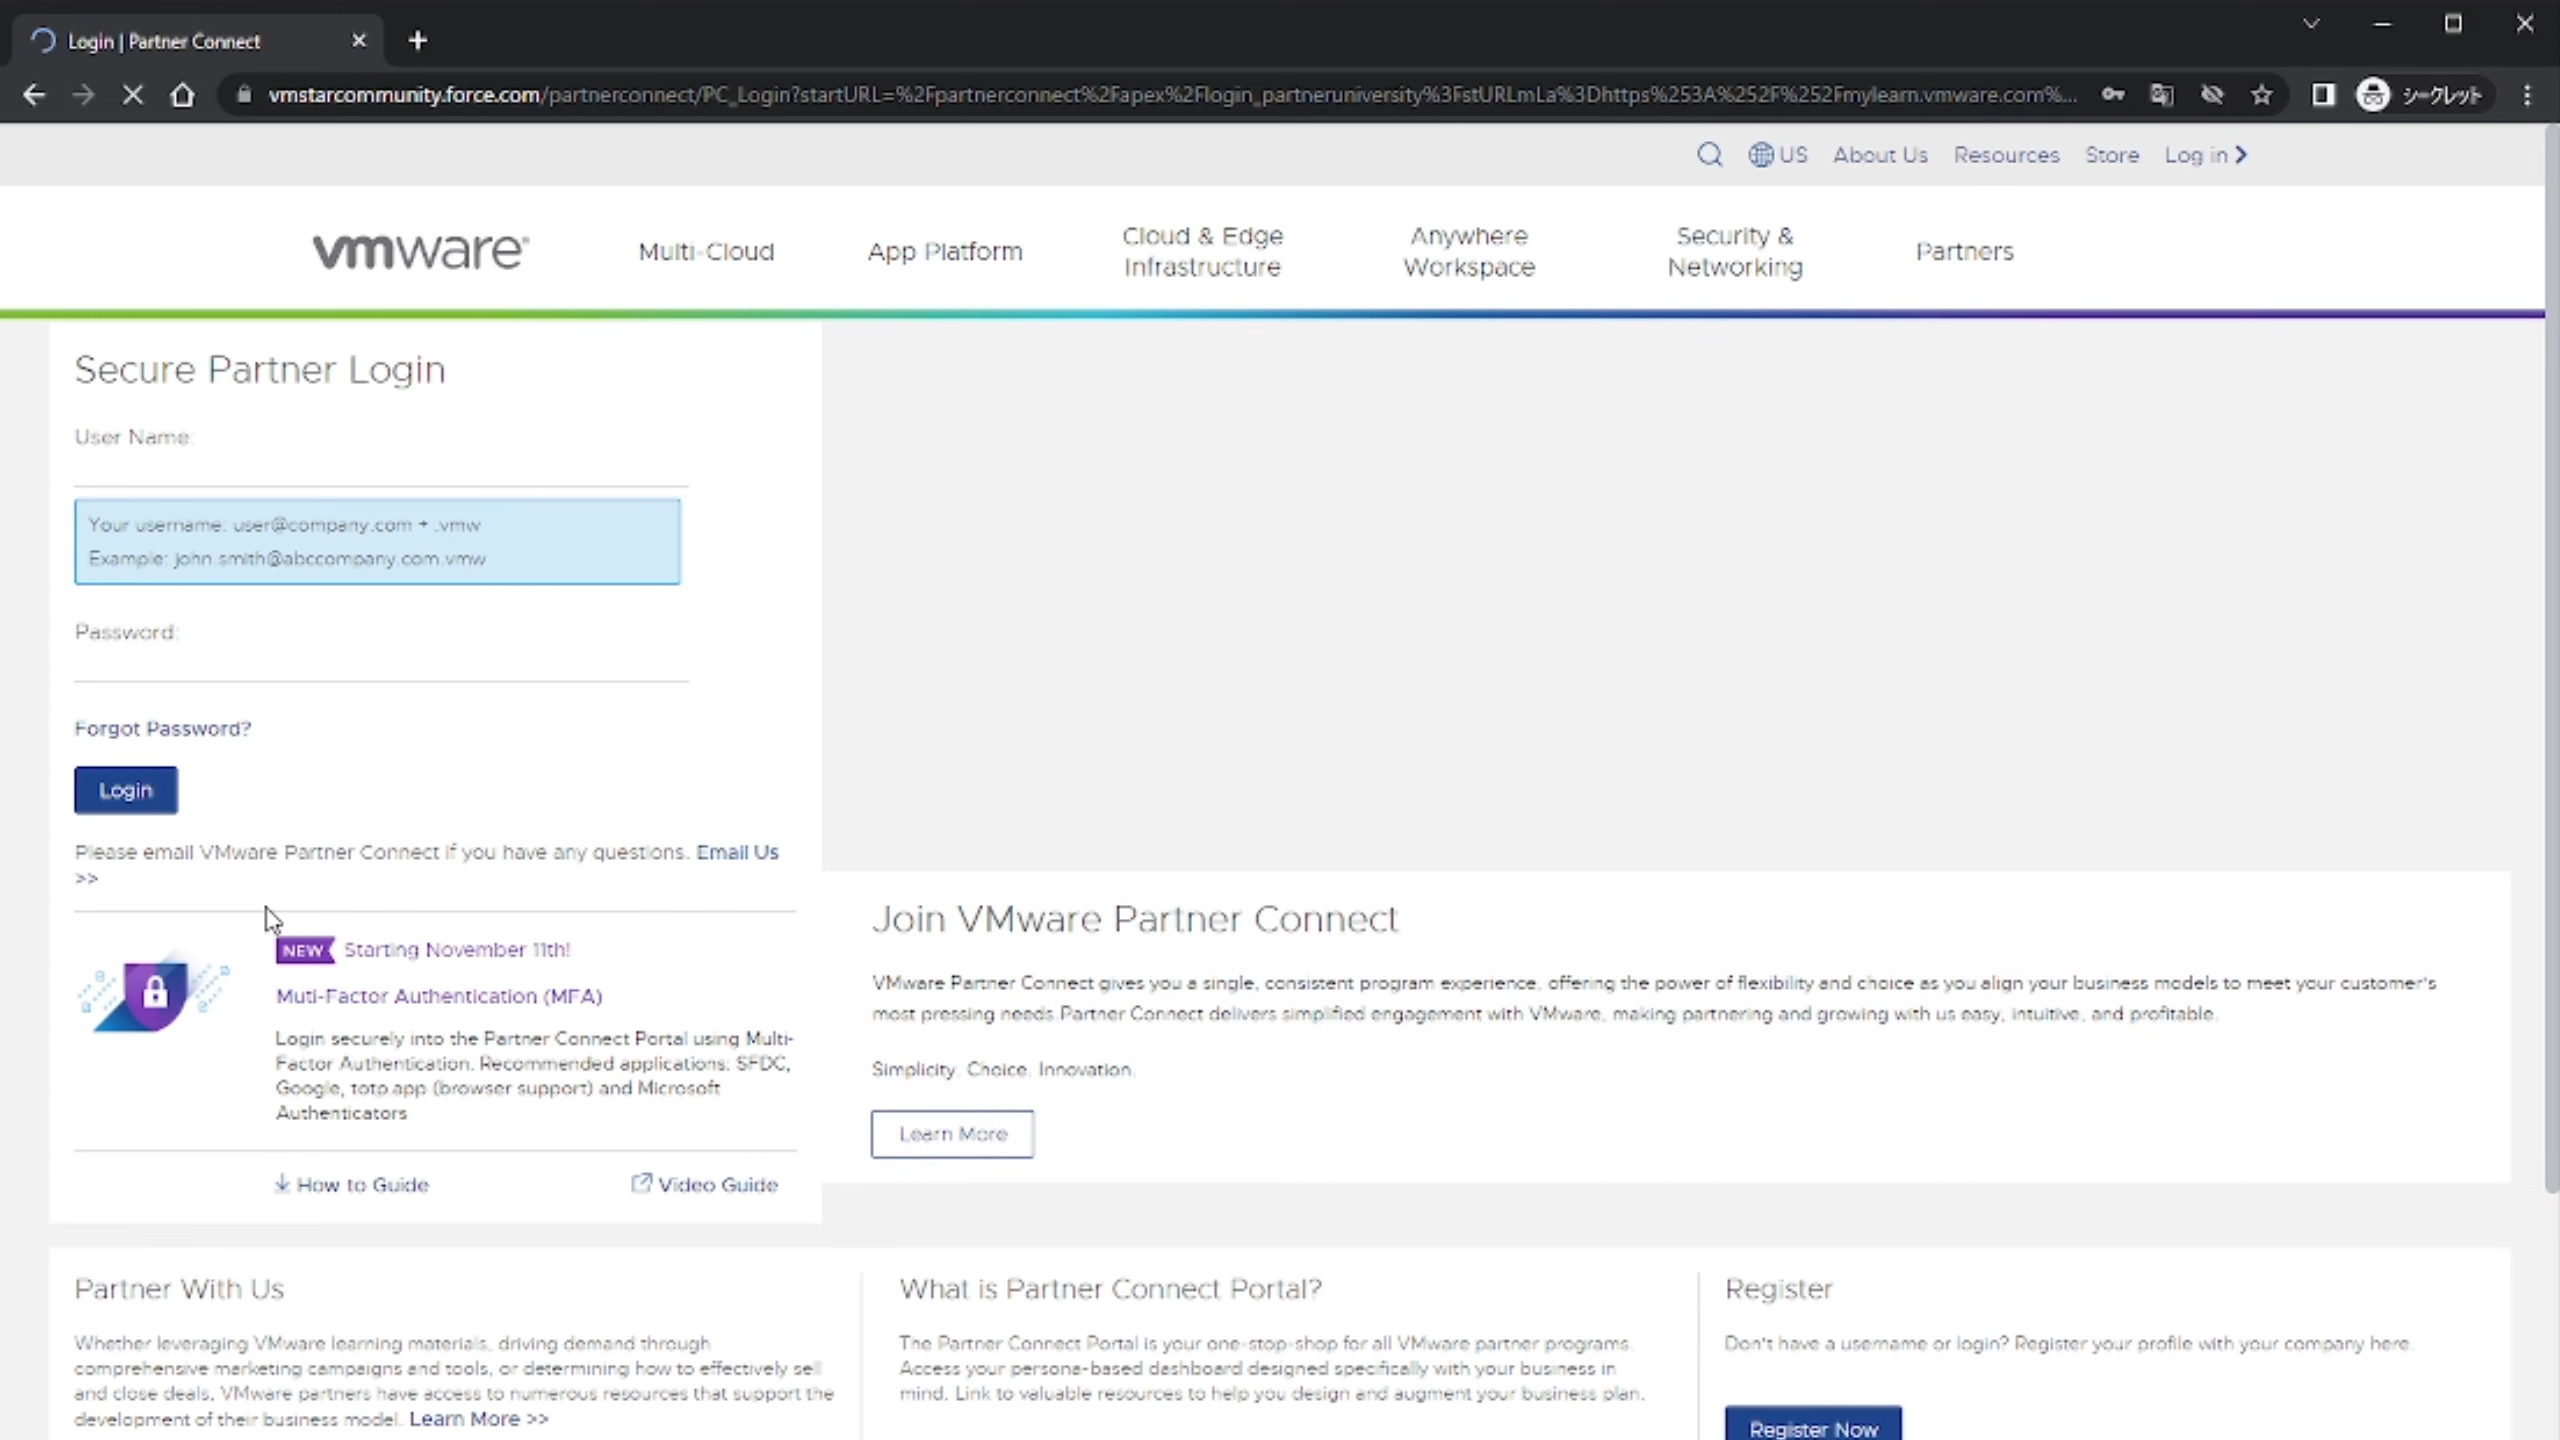 Login | Partner Connect
vmstarcommunity.force.com/partnerconnect/PC_Login?startURL=%2Fpartnerconnect%2Fapex%2Flogin_partneruniversity%3FstURLmLa%3Dhttps%253A%252F%252Fmylearn.vmware.com%...
シークレット
US About Us Resources Store Log in
vmware®
Multi-Cloud
App Platform
Cloud & Edge
Infrastructure
Anywhere
Workspace
Security &
Networking
Partners
Secure Partner Login
User Name:
Your username: user@company.com + .vmw
Example: john.smith@abccompany.com.vmw
Password:
Forgot Password?
Login
Please email VMware Partner Connect if you have any questions. Email Us
>>
NEW Starting November 11th!
Muti-Factor Authentication (MFA)
Login securely into the Partner Connect Portal using Multi-
Factor Authentication. Recommended applications: SFDC,
Google, totp.app (browser support) and Microsoft
Authenticators
How to Guide
Video Guide
Join VMware Partner Connect
VMware Partner Connect gives you a single, consistent program experience, offering the power of flexibility and choice as you align your business models to meet your customer's
most pressing needs.Partner Connect delivers simplified engagement with VMware, making partnering and growing with us easy, intuitive, and profitable.
Simplicity. Choice. Innovation.
Learn More
Partner With Us
Whether leveraging VMware learning materials, driving demand through
comprehensive marketing campaigns and tools, or determining how to effectively sell
and close deals, VMware partners have access to numerous resources that support the
development of their business model. Learn More >>
What is Partner Connect Portal?
The Partner Connect Portal is your one-stop-shop for all VMware partner programs.
Access your persona-based dashboard designed specifically with your business in
mind. Link to valuable resources to help you design and augment your business plan.
Register
Don't have a username or login? Register your profile with your company here.
Register Now